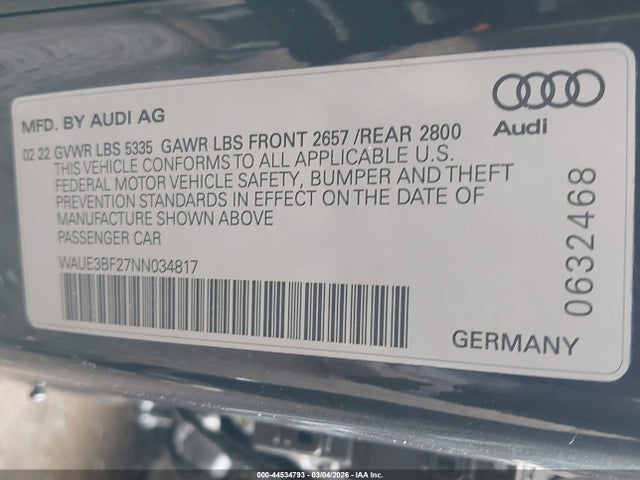 MFD. BY AUDI AG
Audi
02 22 GVWR LBS 5335 GAWR LBS FRONT 2657 /REAR 2800
THIS VEHICLE CONFORMS TO ALL APPLICABLE U.S.
FEDERAL MOTOR VEHICLE SAFETY, BUMPER AND THEFT
PREVENTION STANDARDS IN EFFECT ON THE DATE OF
MANUFACTURE SHOWN ABOVE
PASSENGER CAR
WAUE3BF27NN034817
0632468
GERMANY
000-44534793 - 03/04/2026 - IAA Inc.